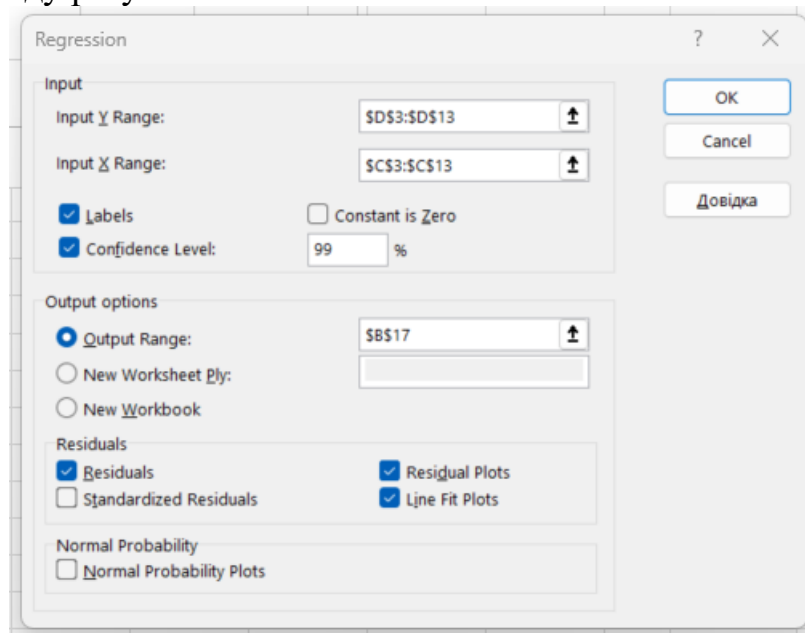 Regression ? ×
Input
Input Y Range: $D$3:$D$13
Input X Range: $C$3:$C$13
Labels Constant is Zero
Confidence Level: 99 %
OK
Cancel
Довідка
Output options
Output Range: $B$17
New Worksheet Ply:
New Workbook
Residuals
Residuals Residual Plots
Standardized Residuals Line Fit Plots
Normal Probability
Normal Probability Plots